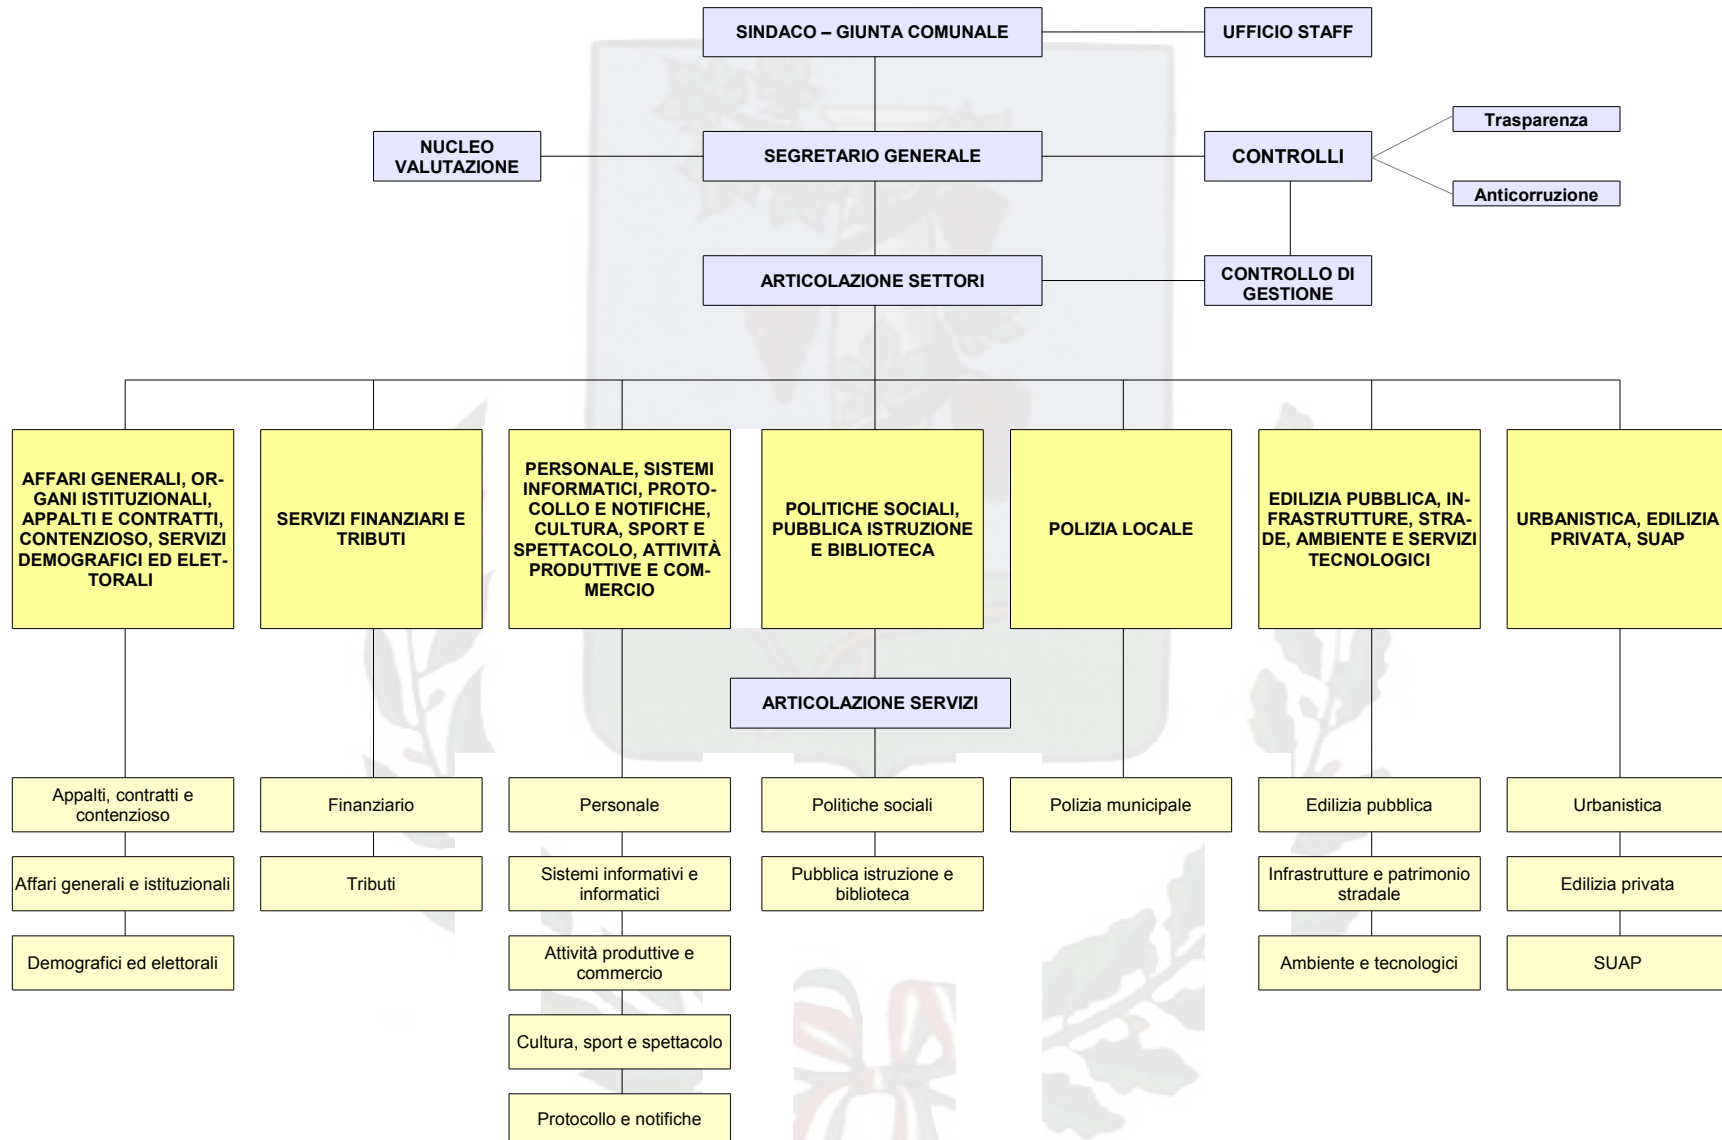 SINDACO – GIUNTA COMUNALE
UFFICIO STAFF
Trasparenza
NUCLEO
VALUTAZIONE
SEGRETARIO GENERALE
CONTROLLI
Anticorruzione
ARTICOLAZIONE SETTORI
CONTROLLO DI
GESTIONE
AFFARI GENERALI, OR-
GANI ISTITUZIONALI,
APPALTI E CONTRATTI,
CONTENZIOSO, SERVIZI
DEMOGRAFICI ED ELET-
TORALI
SERVIZI FINANZIARI E
TRIBUTI
PERSONALE, SISTEMI
INFORMATICI, PROTO-
COLLO E NOTIFICHE,
CULTURA, SPORT E
SPETTACOLO, ATTIVITÀ
PRODUTTIVE E COM-
MERCIO
POLITICHE SOCIALI,
PUBBLICA ISTRUZIONE
E BIBLIOTECA
POLIZIA LOCALE
EDILIZIA PUBBLICA, IN-
FRASTRUTTURE, STRA-
DE, AMBIENTE E SERVIZI
TECNOLOGICI
URBANISTICA, EDILIZIA
PRIVATA, SUAP
ARTICOLAZIONE SERVIZI
Appalti, contratti e
contenzioso
Finanziario
Personale
Politiche sociali
Polizia municipale
Edilizia pubblica
Urbanistica
Affari generali e istituzionali
Tributi
Sistemi informativi e
informatici
Pubblica istruzione e
biblioteca
Infrastrutture e patrimonio
stradale
Edilizia privata
Demografici ed elettorali
Attività produttive e
commercio
Ambiente e tecnologici
SUAP
Cultura, sport e spettacolo
Protocollo e notifiche